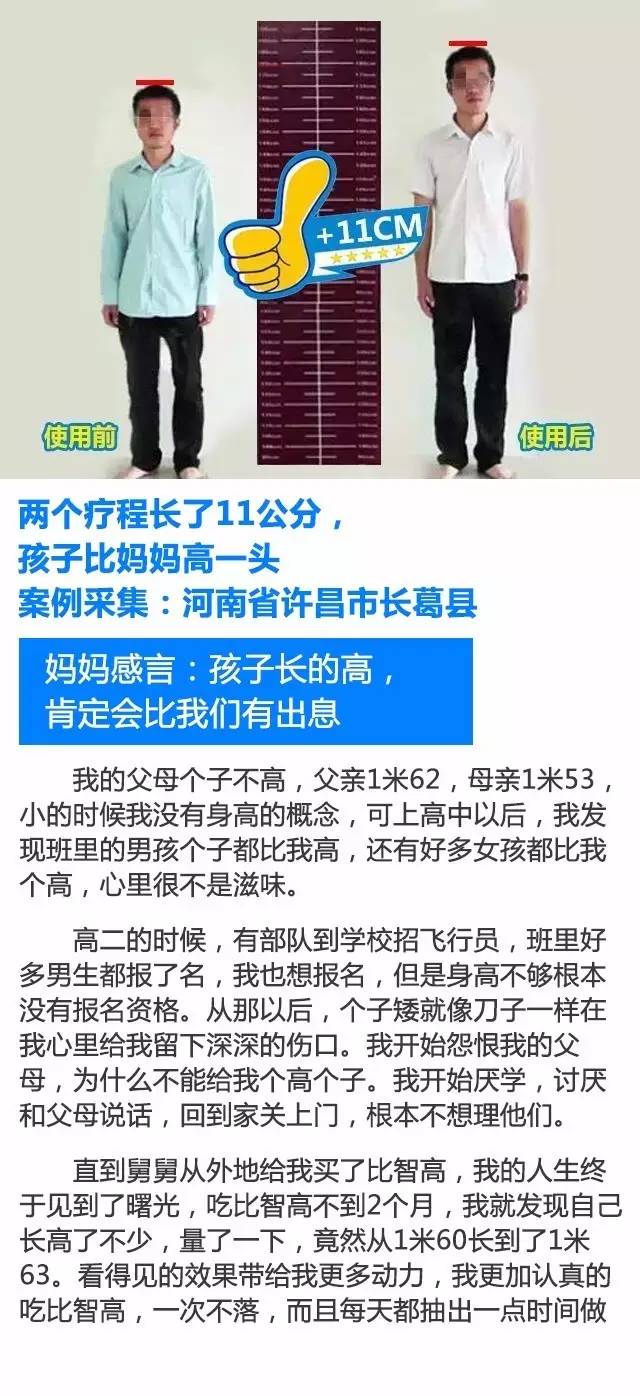 +11CM
使用前
使用后
两个疗程长了11公分，
孩子比妈妈高一头
案例采集：河南省许昌市长葛县
妈妈感言：孩子长的高，
肯定会比我们有出息
我的父母个子不高，父亲1米62，母亲1米53，
小的时候我没有身高的概念，可上高中以后，我发
现班里的男孩个子都比我高，还有好多女孩都比我
个高，心里很不是滋味。
高二的时候，有部队到学校招飞行员，班里好
多男生都报了名，我也想报名，但是身高不够根本
没有报名资格。从那以后，个子矮就像刀子一样在
我心里给我留下深深的伤口。我开始怨恨我的父
母，为什么不能给我个高个子。我开始厌学，讨厌
和父母说话，回到家关上门，根本不想理他们。
直到舅舅从外地给我买了比智高，我的人生终
于见到了曙光，吃比智高不到2个月，我就发现自己
长高了不少，量了一下，竟然从1米60长到了1米
63。看得见的效果带给我更多动力，我更加认真的
吃比智高，一次不落，而且每天都抽出一点时间做